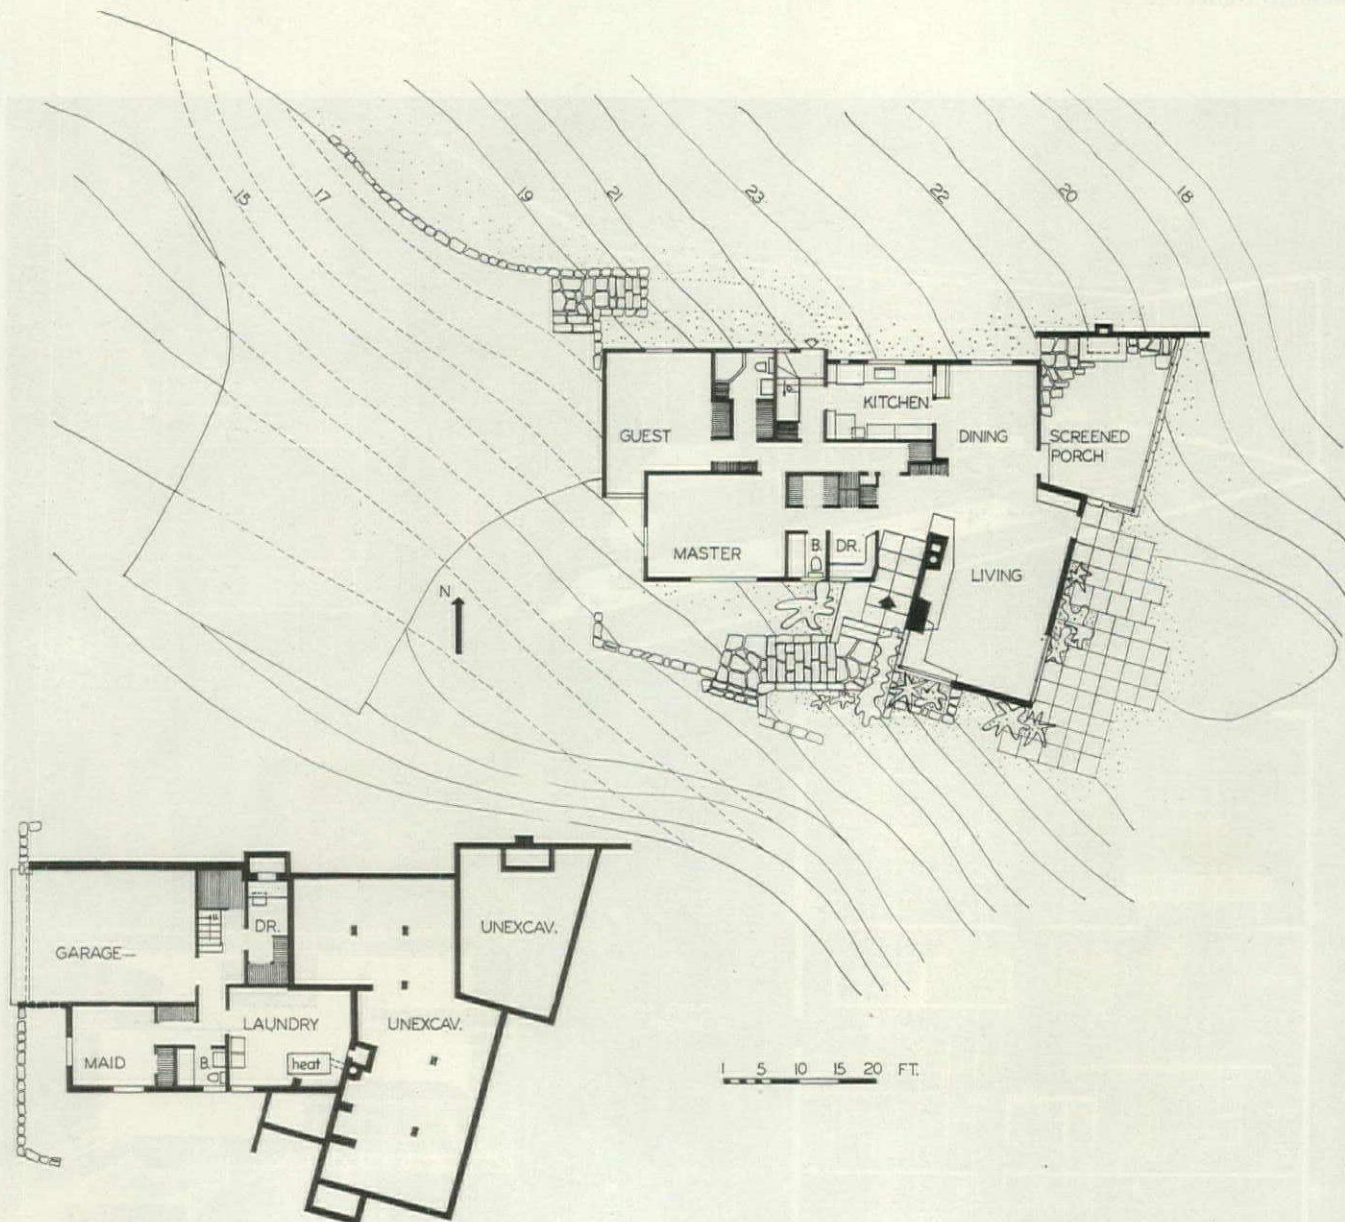 15
17
19
21
23
22
20
18
KITCHEN
GUEST
DINING
SCREENED
PORCH
MASTER
B.
DR.
LIVING
N
GARAGE
DR.
UNEXCAV.
LAUNDRY
UNEXCAV.
MAID
B.
heat
1 5 10 15 20 FT.